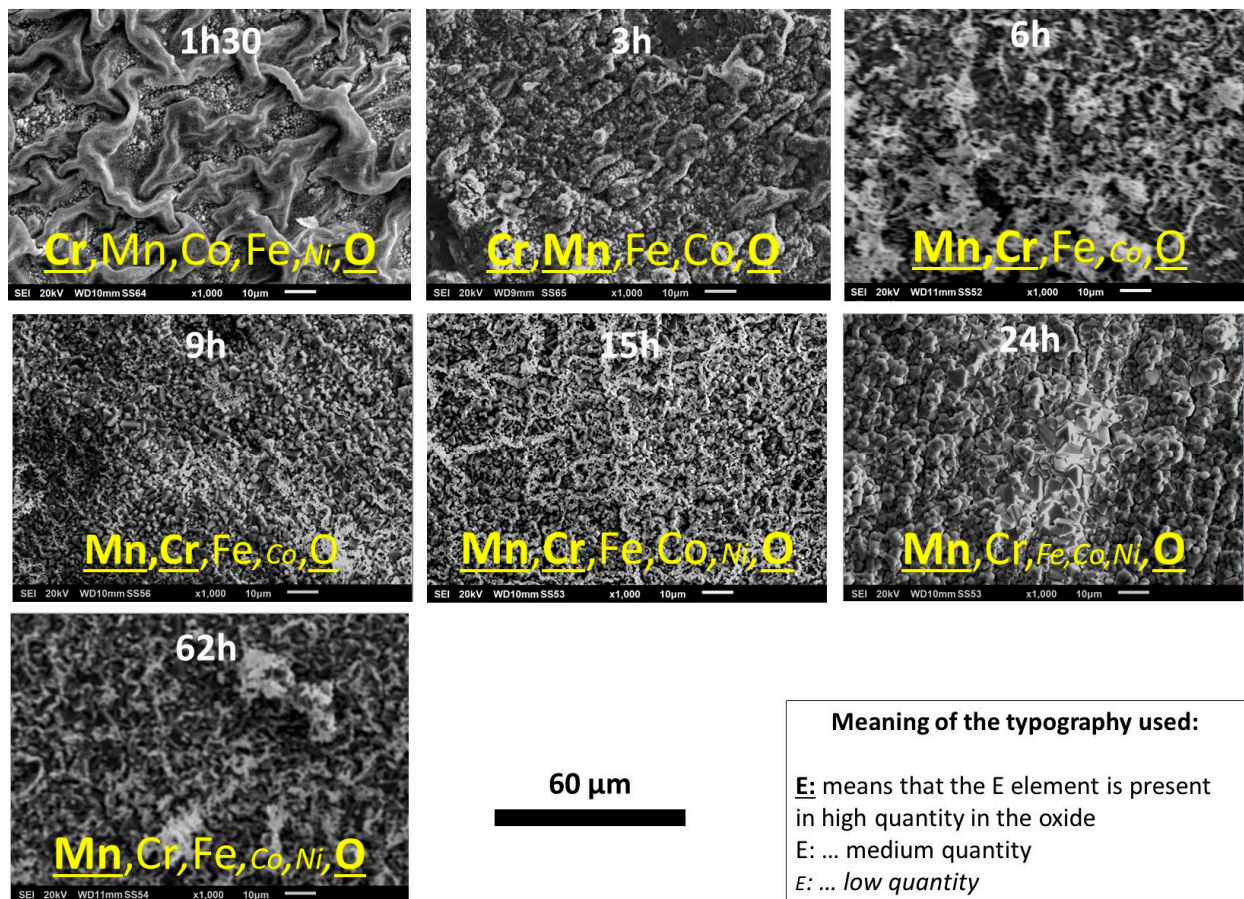 1h30
Cr,Mn,Co,Fe,Ni,O
SEI 20kV WD10mm SS64 x1,000 10µm
3h
Cr,Mn,Fe,Co,O
SEI 20kV WD9mm SS65 x1,000 10µm
6h
Mn,Cr,Fe,Co,O
SEI 20kV WD11mm SS52 x1,000 10µm
9h
Mn,Cr,Fe,Co,O
SEI 20kV WD10mm SS56 x1,000 10µm
15h
Mn,Cr,Fe,Co,Ni,O
SEI 20kV WD10mm SS53 x1,000 10µm
24h
Mn,Cr,Fe,Co,Ni,O
SEI 20kV WD10mm SS53 x1,000 10µm
62h
Mn,Cr,Fe,Co,Ni,O
SEI 20kV WD11mm SS54 x1,000 10µm
60 µm
Meaning of the typography used:
E: means that the E element is present
in high quantity in the oxide
E: ... medium quantity
E: ... low quantity